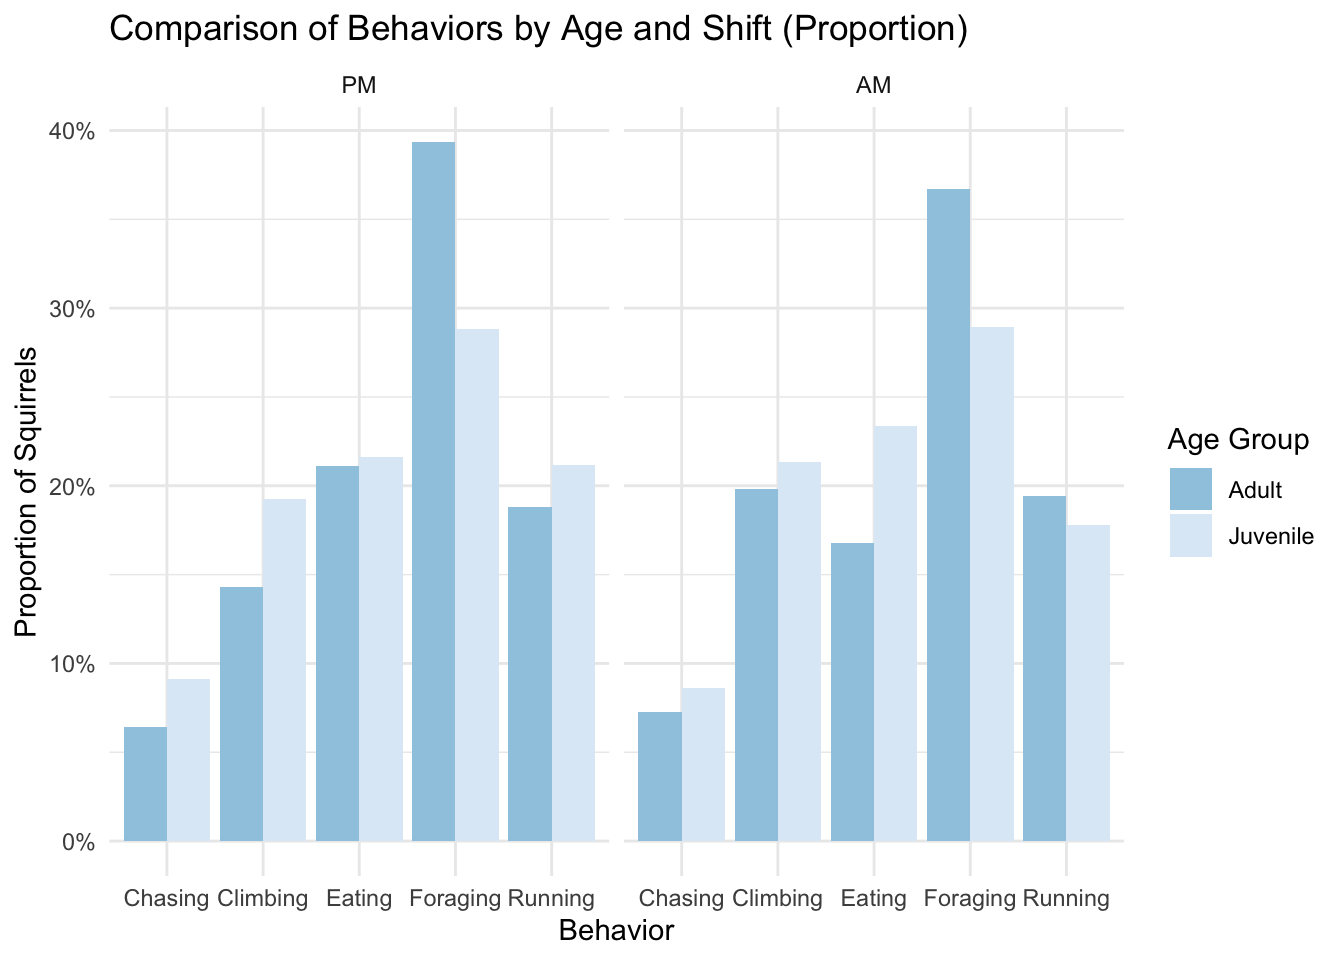 Comparison of Behaviors by Age and Shift (Proportion)
PM
AM
40%
30%
20%
10%
0%
Proportion of Squirrels
Chasing Climbing Eating Foraging Running
Chasing Climbing Eating Foraging Running
Behavior
Age Group
Adult
Juvenile